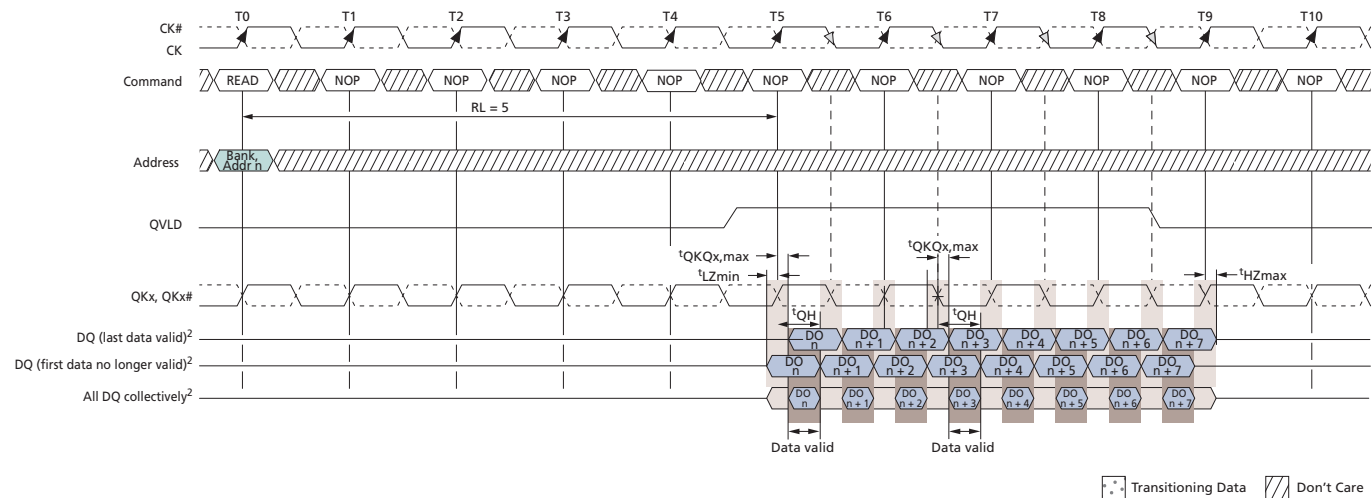 T0 T1 T2 T3 T4 T5 T6 T7 T8 T9 T10
CK#
CK
Command READ NOP NOP NOP NOP NOP NOP NOP NOP NOP NOP
RL = 5
Address Bank, Addr n
QVLD
tQKQx,max tQKQx,max
tLZmin tHZmax
QKx, QKx#
tQH tQH
DQ (last data valid)2 DO n DO n + 1 DO n + 2 DO n + 3 DO n + 4 DO n + 5 DO n + 6 DO n + 7
DQ (first data no longer valid)2 DO n DO n + 1 DO n + 2 DO n + 3 DO n + 4 DO n + 5 DO n + 6 DO n + 7
All DQ collectively2 DO n DO n + 1 DO n + 2 DO n + 3 DO n + 4 DO n + 5 DO n + 6 DO n + 7
Data valid Data valid
Transitioning Data Don't Care